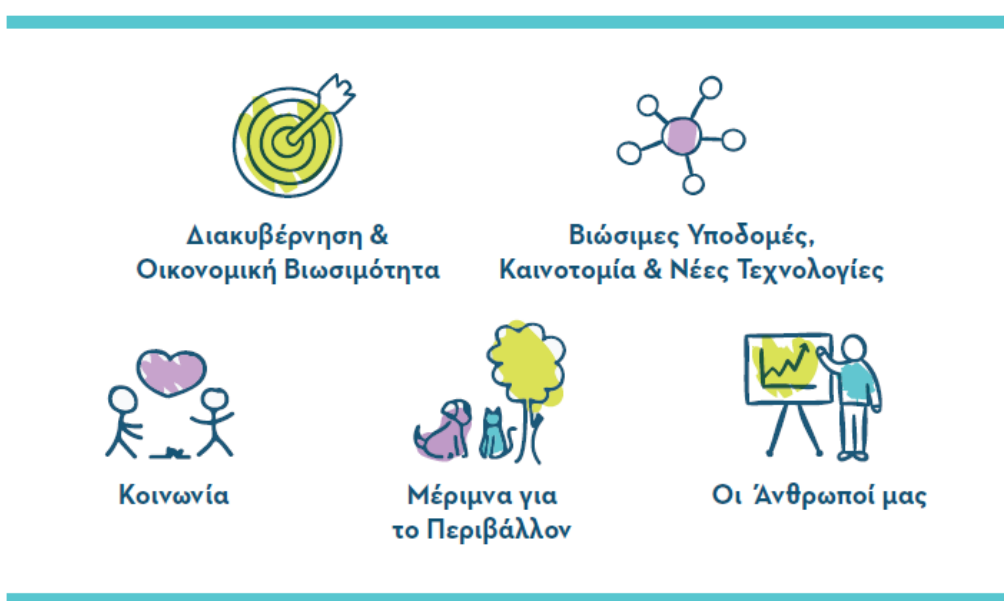 Διακυβέρνηση &
Οικονομική Βιωσιμότητα
Βιώσιμες Υποδομές,
Καινοτομία & Νέες Τεχνολογίες
Κοινωνία
Μέριμνα για
το Περιβάλλον
Οι Άνθρωποί μας